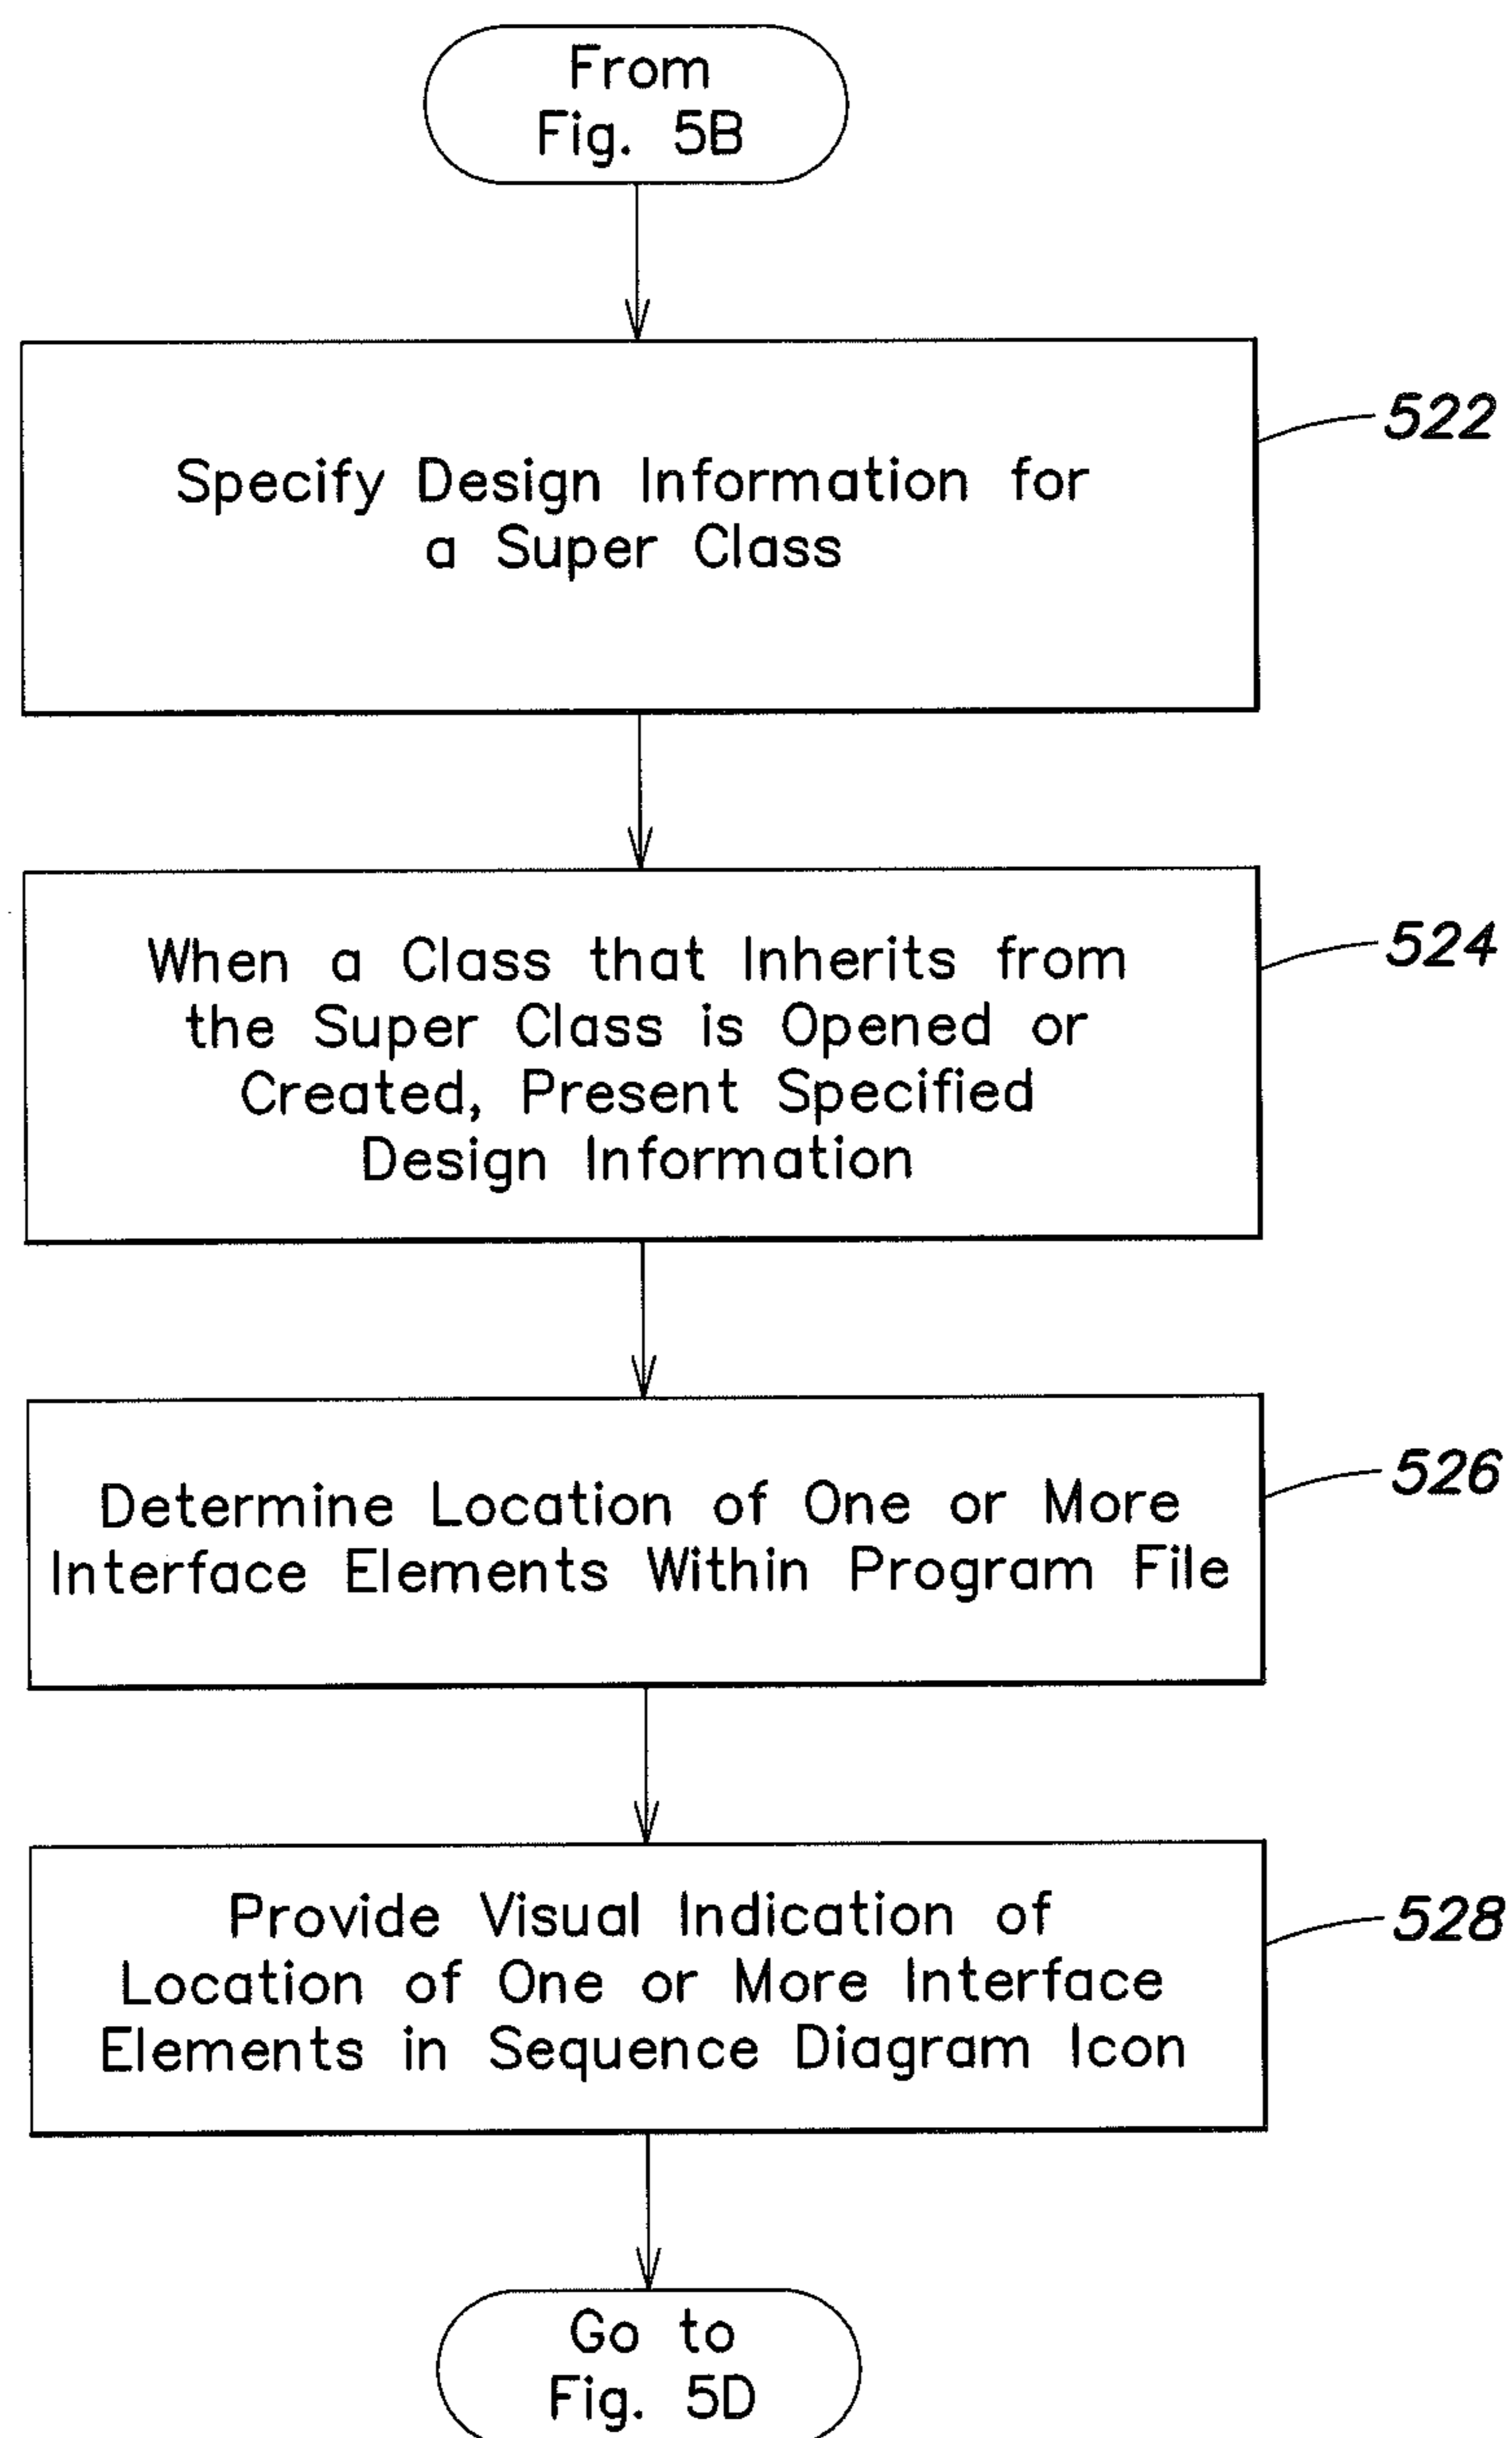 From
Fig. 5B
522
Specify Design Information for
a Super Class
524
When a Class that Inherits from
the Super Class is Opened or
Created, Present Specified
Design Information
526
Determine Location of One or More
Interface Elements Within Program File
528
Provide Visual Indication of
Location of One or More Interface
Elements in Sequence Diagram Icon
Go to
Fig. 5D